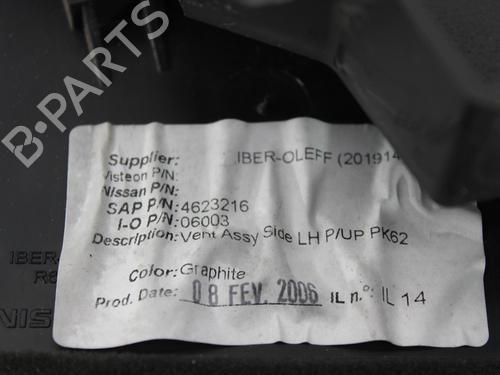 B-PARTS
Supplier: IBER-OLEFF (201914
Visteon P/N:
Nissan P/N:
SAP P/N: 4623216
I-O P/N: 06003
Description: Vent Assy Side LH P/UP PK62
Color: Graphite
Prod. Date: 08 FEV. 2006 IL n.º: IL 14